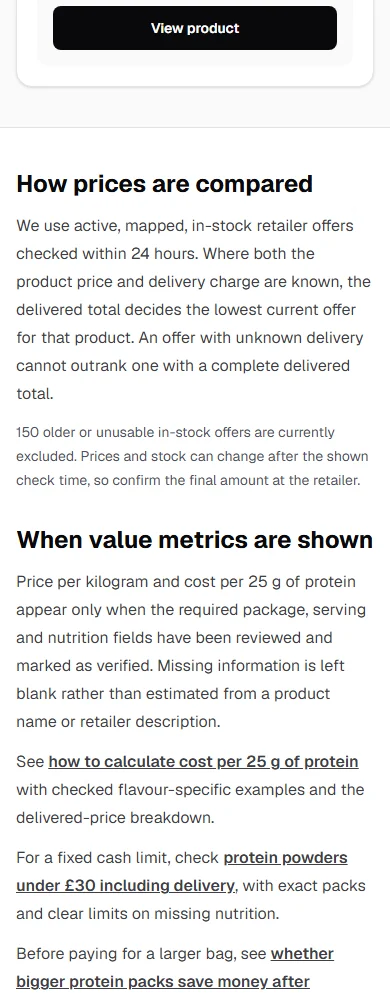 View product
How prices are compared
We use active, mapped, in-stock retailer offers
checked within 24 hours. Where both the
product price and delivery charge are known, the
delivered total decides the lowest current offer
for that product. An offer with unknown delivery
cannot outrank one with a complete delivered
total.
150 older or unusable in-stock offers are currently
excluded. Prices and stock can change after the shown
check time, so confirm the final amount at the retailer.
When value metrics are shown
Price per kilogram and cost per 25 g of protein
appear only when the required package, serving
and nutrition fields have been reviewed and
marked as verified. Missing information is left
blank rather than estimated from a product
name or retailer description.
See how to calculate cost per 25 g of protein
with checked flavour-specific examples and the
delivered-price breakdown.
For a fixed cash limit, check protein powders
under £30 including delivery, with exact packs
and clear limits on missing nutrition.
Before paying for a larger bag, see whether
bigger protein packs save money after